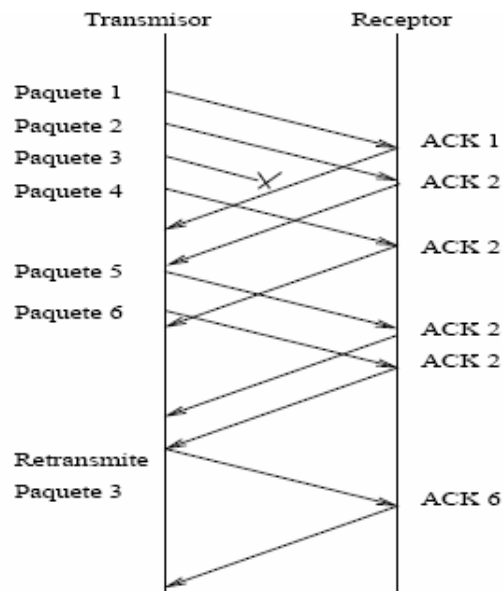 Transmisor Receptor
Paquete 1
Paquete 2
ACK 1
Paquete 3
ACK 2
Paquete 4
ACK 2
Paquete 5
Paquete 6
ACK 2
ACK 2
Retransmite
Paquete 3
ACK 6